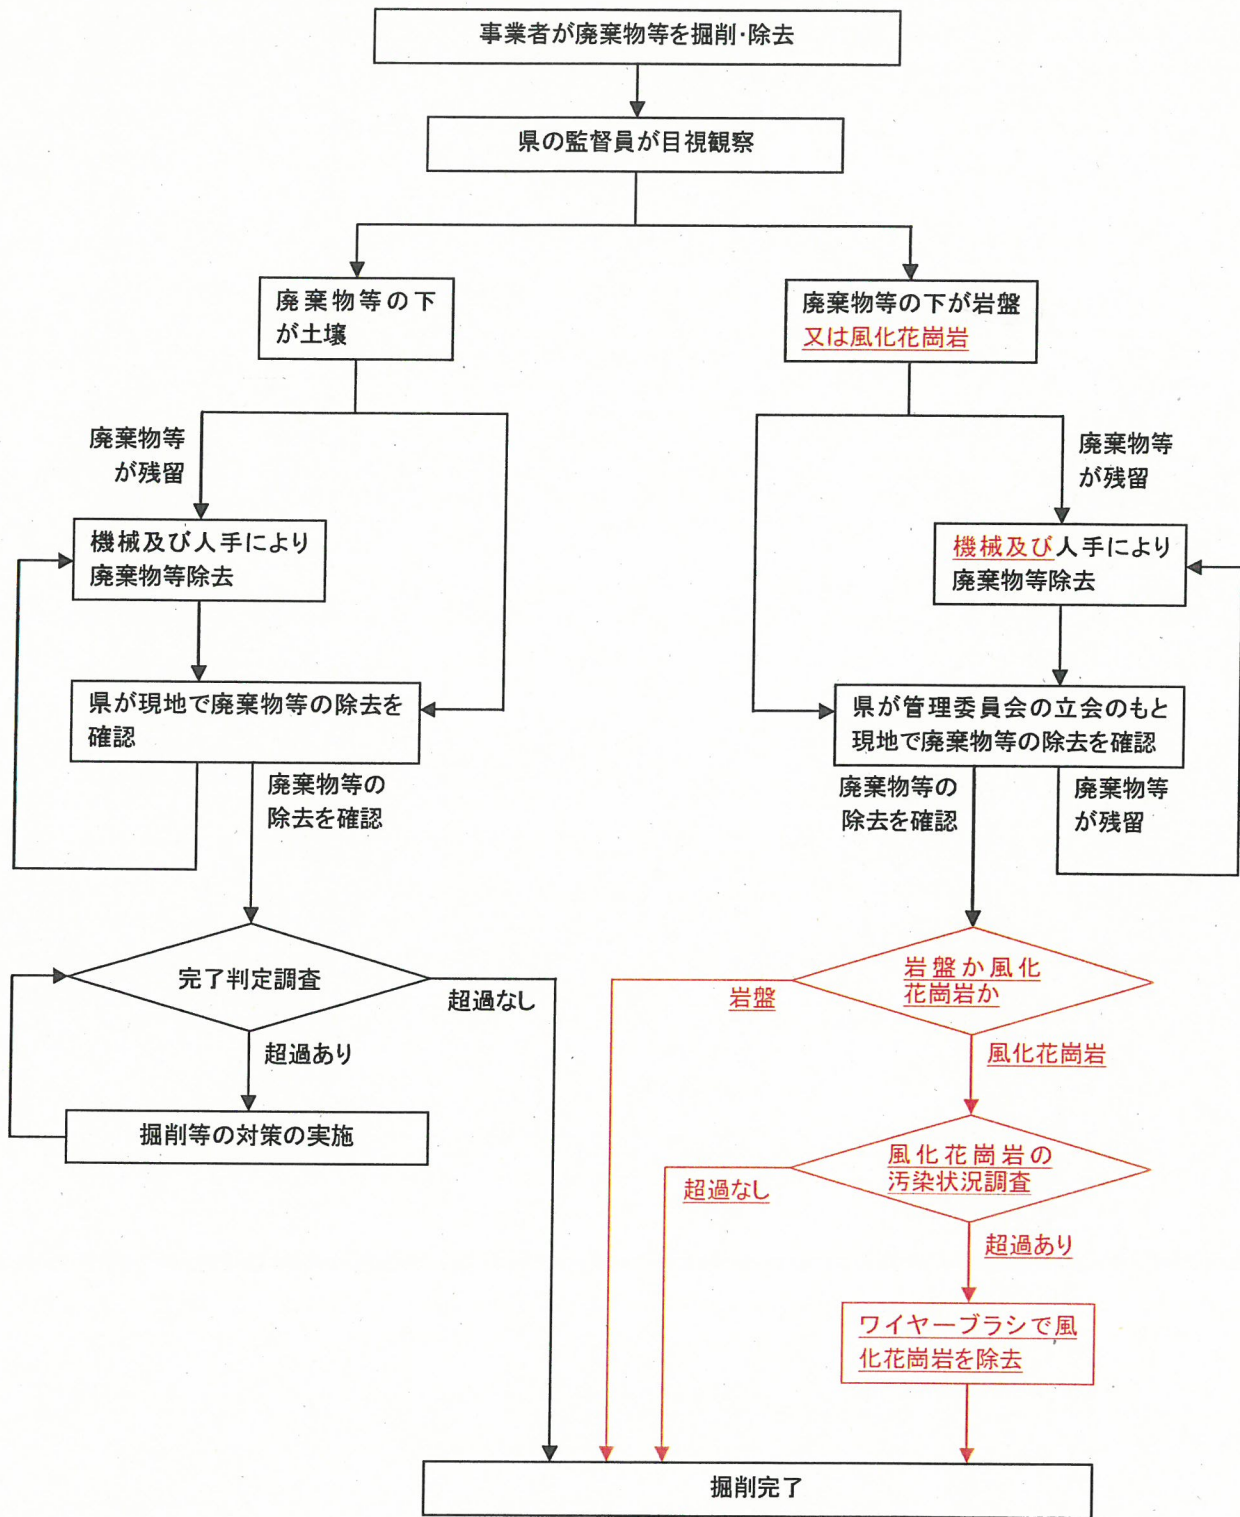 事業者が廃棄物等を掘削・除去
県の監督員が目視観察
廃棄物等の下
が土壌
廃棄物等が残留
機械及び人手により
廃棄物等除去
県が現地で廃棄物等の除去を
確認
廃棄物等の
除去を確認
完了判定調査
超過なし
超過あり
掘削等の対策の実施
廃棄物等の下が岩盤
又は風化花崗岩
廃棄物等
が残留
機械及び人手により
廃棄物等除去
県が管理委員会の立会のもと
現地で廃棄物等の除去を確認
廃棄物等の
除去を確認
廃棄物等
が残留
岩盤か風化
花崗岩か
岩盤
風化花崗岩
風化花崗岩の
汚染状況調査
超過なし
超過あり
ワイヤーブラシで風
化花崗岩を除去
掘削完了